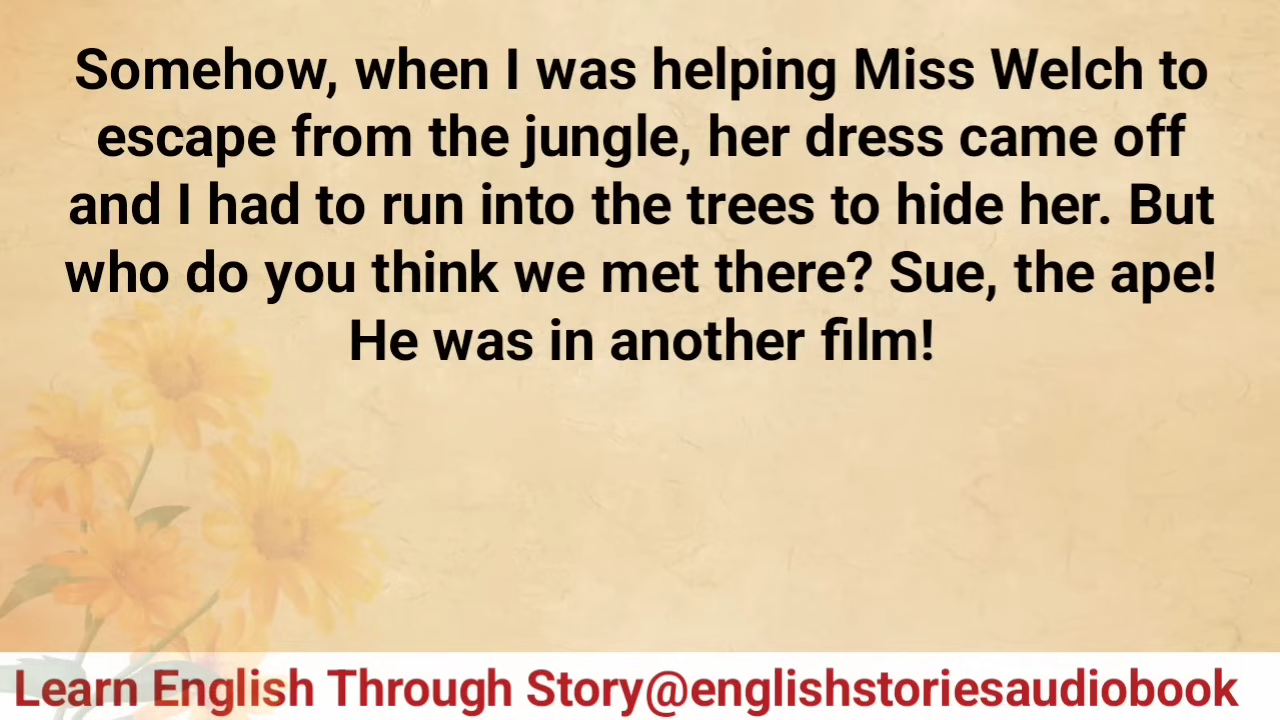 Somehow, when I was helping Miss Welch to
escape from the jungle, her dress came off
and I had to run into the trees to hide her. But
who do you think we met there? Sue, the ape!
He was in another film!
Learn English Through Story@englishstoriesaudiobook